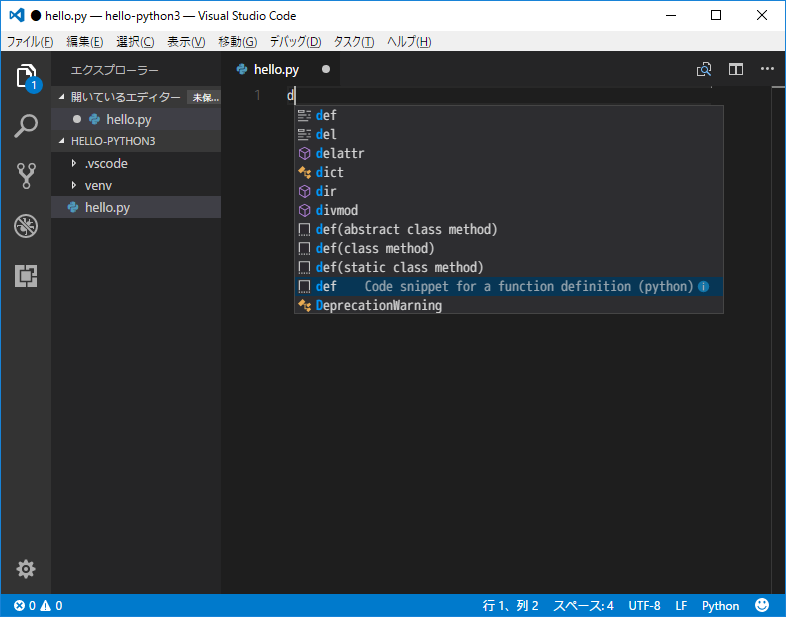 hello.py — hello-python3 — Visual Studio Code
ファイル(F) 編集(E) 選択(C) 表示(V) 移動(G) デバッグ(D) タスク(T) ヘルプ(H)
1
エクスプローラー
開いているエディター 未保...
hello.py
HELLO-PYTHON3
.vscode
venv
hello.py
hello.py
1 d
def
del
delattr
dict
dir
divmod
def(abstract class method)
def(class method)
def(static class method)
def Code snippet for a function definition (python)
DeprecationWarning
0 0 行 1、列 2 スペース: 4 UTF-8 LF Python